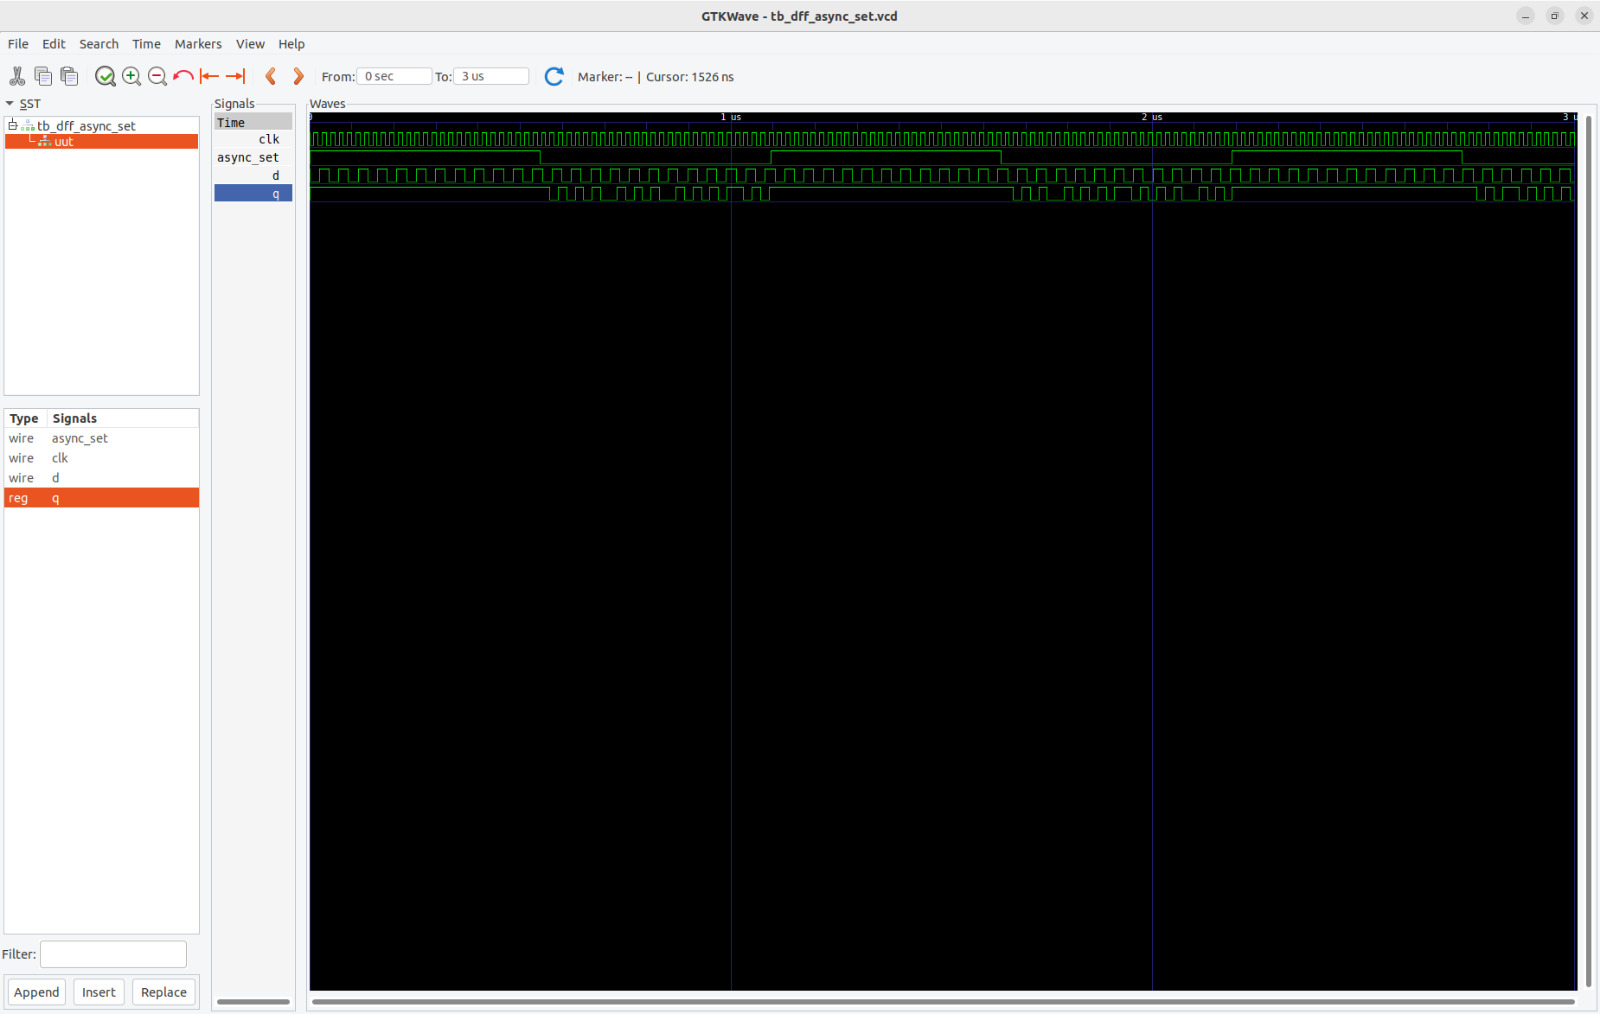 GTKWave - tb_dff_async_set.vcd
File Edit Search Time Markers View Help
From: 0 sec To: 3 us Marker: -- | Cursor: 1526 ns
SST
tb_dff_async_set
uut
Type Signals
wire async_set
wire clk
wire d
reg q
Filter:
Append Insert Replace
Signals
Time
clk
async_set
d
q
Waves
0 1 us 2 us 3 u